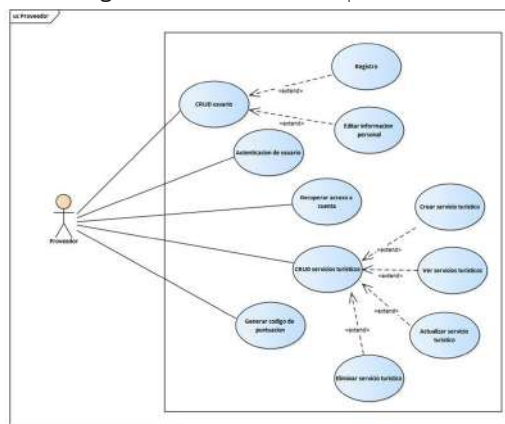 uc Proveedor
Registro
«extend»
CRUD usuario
«extend»
Editar informacion
personal
Autenticacion de usuario
Recuperar acceso a
cuenta
Proveedor
Crear servicio turistico
«extend»
CRUD servicios turisticos
Ver servicios turisticos
«extend»
Generar codigo de
puntuacion
«extend»
«extend»
Actualizar servicio
turistico
Eliminar servicio turistico